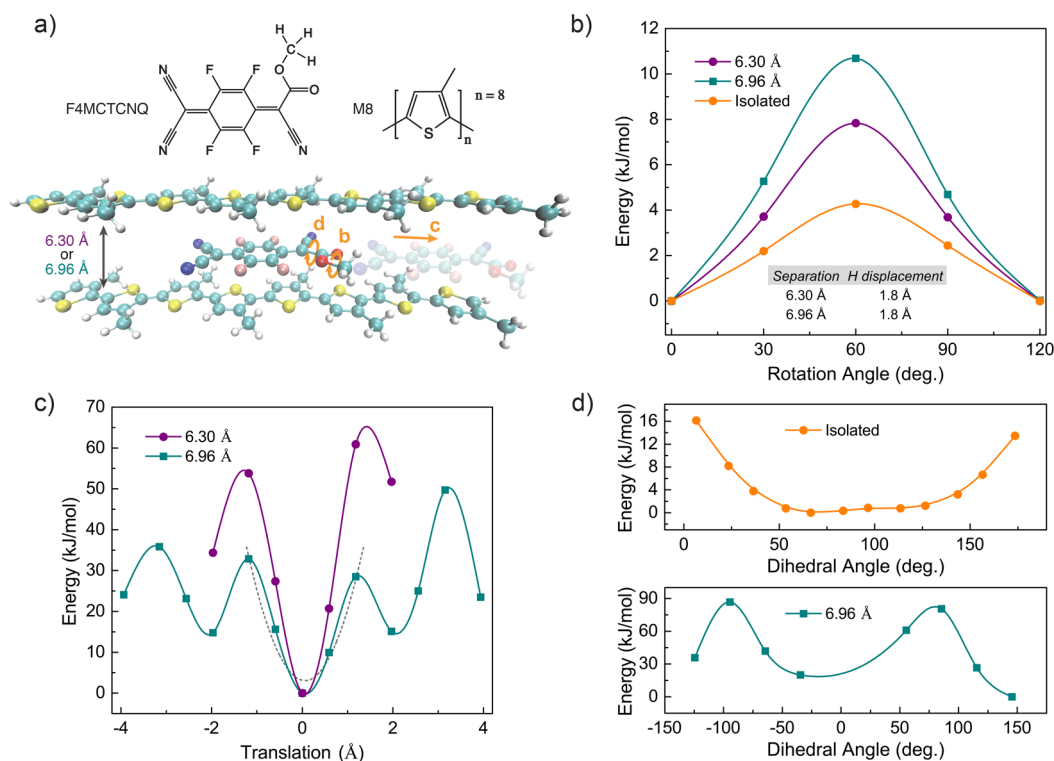 a)
F4MCTCNQ
N
N
F
F
F
F
H
H
C
H
O
O
N
M8
S
n
n = 8
6.30 Å
or
6.96 Å
d
b
c
b)
Energy (kJ/mol)
12
10
8
6
4
2
0
6.30 Å
6.96 Å
Isolated
Separation H displacement
6.30 Å 1.8 Å
6.96 Å 1.8 Å
0 30 60 90 120
Rotation Angle (deg.)
c)
Energy (kJ/mol)
70
60
50
40
30
20
10
0
6.30 Å
6.96 Å
-4 -2 0 2 4
Translation (Å)
d)
Energy (kJ/mol)
16
12
8
4
0
Isolated
0 50 100 150
Dihedral Angle (deg.)
Energy (kJ/mol)
90
60
30
0
6.96 Å
-150 -100 -50 0 50 100 150
Dihedral Angle (deg.)